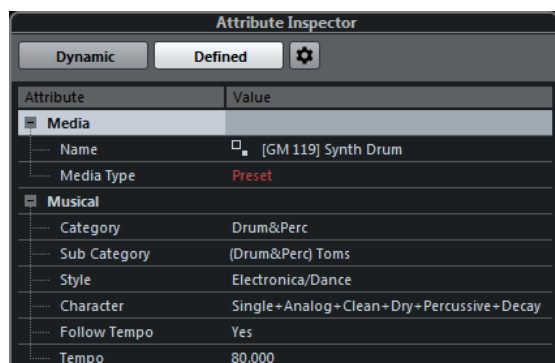 Attribute Inspector
Dynamic Defined
Attribute Value
Media
Name [GM 119] Synth Drum
Media Type Preset
Musical
Category Drum&Perc
Sub Category (Drum&Perc) Toms
Style Electronica/Dance
Character Single+Analog+Clean+Dry+Percussive+Decay
Follow Tempo Yes
Tempo 80.000